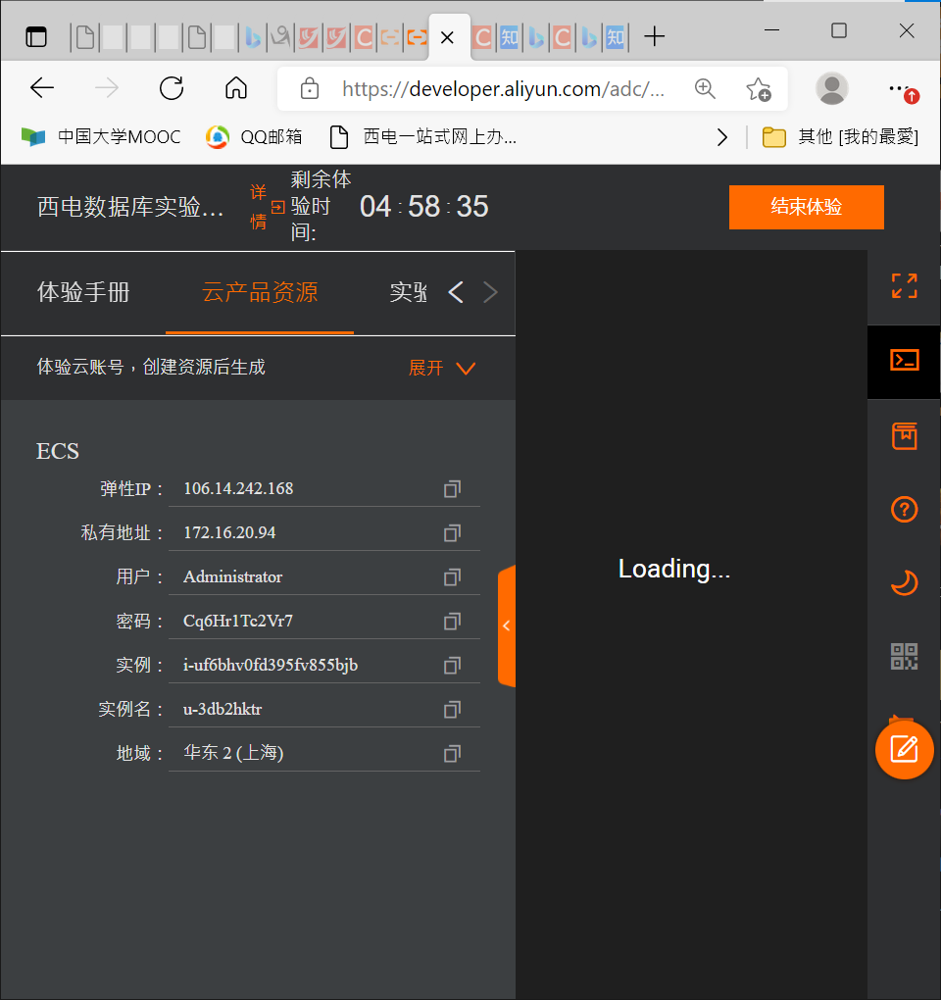 https://developer.aliyun.com/adc/...
中国大学MOOC QQ邮箱 西电一站式网上办... 其他 [我的最愛]
西电数据库实验... 详情 剩余体验时间: 04 : 58 : 35 结束体验
体验手册 云产品资源 实验
体验云账号，创建资源后生成 展开
ECS
弹性IP： 106.14.242.168
私有地址： 172.16.20.94
用户： Administrator
密码： Cq6Hr1Tc2Vr7
实例： i-uf6bhv0fd395fv855bjb
实例名： u-3db2hktr
地域： 华东 2 (上海)
Loading...